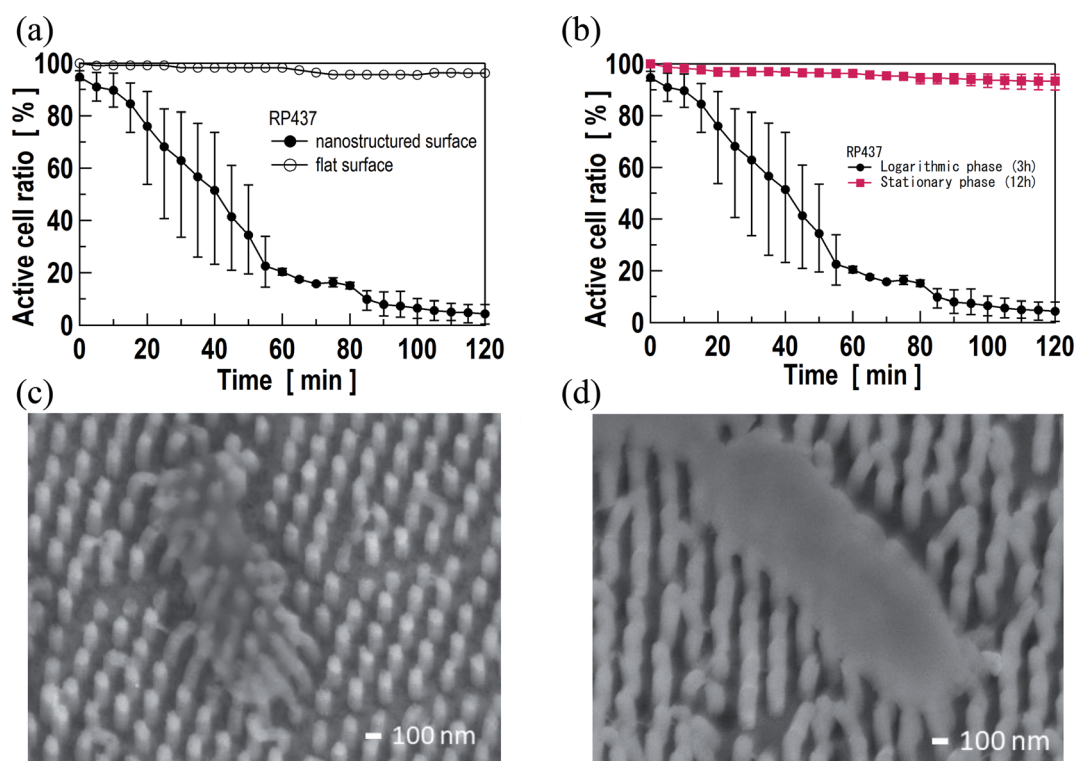 (a)
100
80
60
40
20
0
Active cell ratio [ % ]
RP437
nanostructured surface
flat surface
0 20 40 60 80 100 120
Time [ min ]
(b)
100
80
60
40
20
0
Active cell ratio [ % ]
RP437
Logarithmic phase (3h)
Stationary phase (12h)
0 20 40 60 80 100 120
Time [ min ]
(c)
100 nm
(d)
100 nm